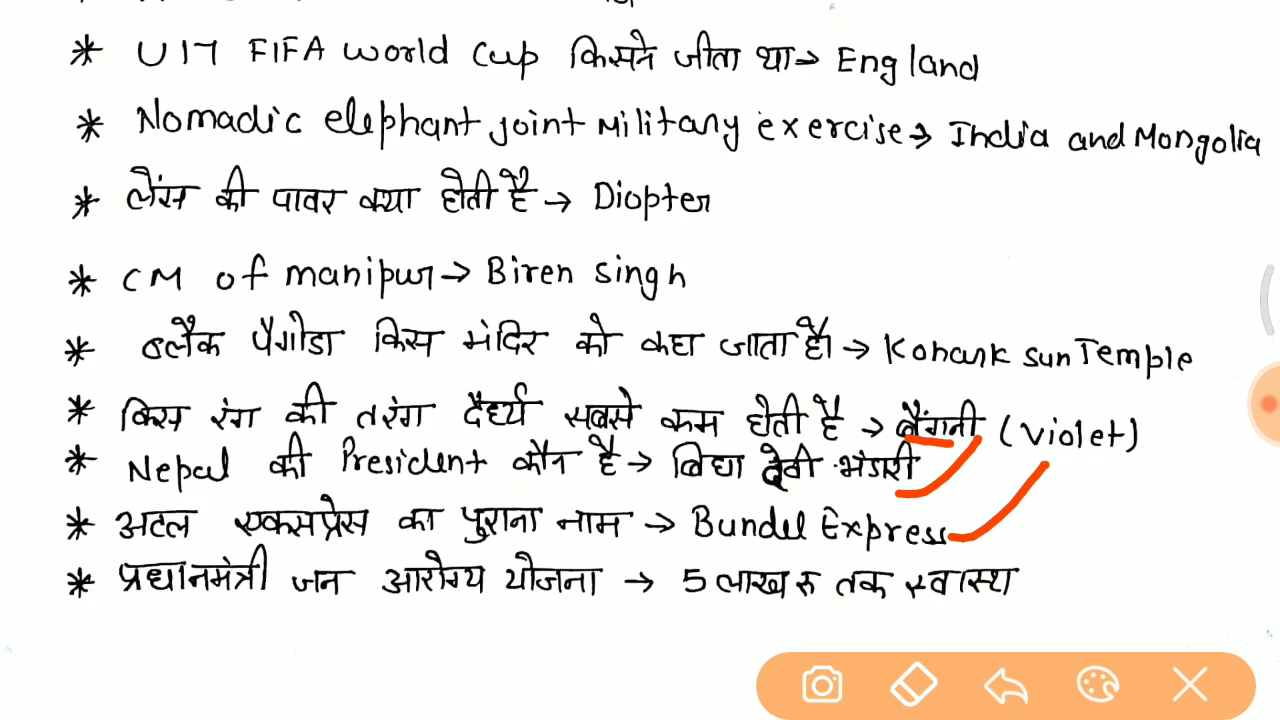 * U17 FIFA world cup किसने जीता था → England
* Nomadic elephant joint Military exercise → India and Mongolia
* लेंस की पावर क्या होती है → Diopter
* CM of manipur → Biren singh
* ब्लैक पैगोडा किस मंदिर को कहा जाता है। → Konark sun Temple
* किस रंग की तरंग दैर्ध्य सबसे कम होती है → बैंगनी (violet)
* Nepal की President कौन है → विद्या देवी भंडारी
* अटल एक्सप्रेस का पुराना नाम → Bundel Express
* प्रधानमंत्री जन आरोग्य योजना → 5 लाख रु तक स्वास्थ